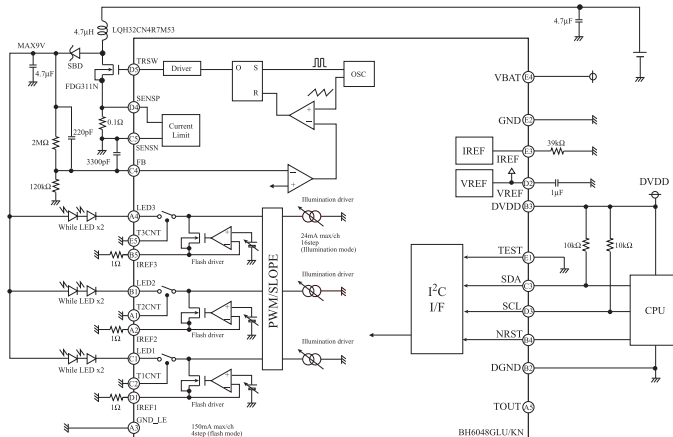 4.7μH
LQH32CN4R7M53
4.7μF
MAX9V
SBD
4.7μF
FDG311N
D5
TRSW
Driver
O
S
R
OSC
VBAT
E4
D4
SENSP
0.1Ω
Current
Limit
C5
SENSN
220pF
2MΩ
3300pF
FB
C4
120kΩ
GND
E2
IREF
IREF
E3
39kΩ
VREF
VREF
D2
1μF
DVDD
B3
DVDD
10kΩ
10kΩ
TEST
E1
SDA
C3
SCL
D3
NRST
B4
DGND
B2
TOUT
A5
I²C
I/F
CPU
BH6048GLU/KN
LED3
A4
While LED x2
T3CNT
E5
B5
1Ω
IREF3
Flash driver
Illumination driver
24mA max/ch
16step
(Illumination mode)
LED2
B1
While LED x2
T2CNT
A1
A2
1Ω
IREF2
Flash driver
Illumination driver
PWM/SLOPE
LED1
C1
While LED x2
T1CNT
C2
D1
1Ω
IREF1
Flash driver
Illumination driver
GND_LE
A3
150mA max/ch
4step (flash mode)